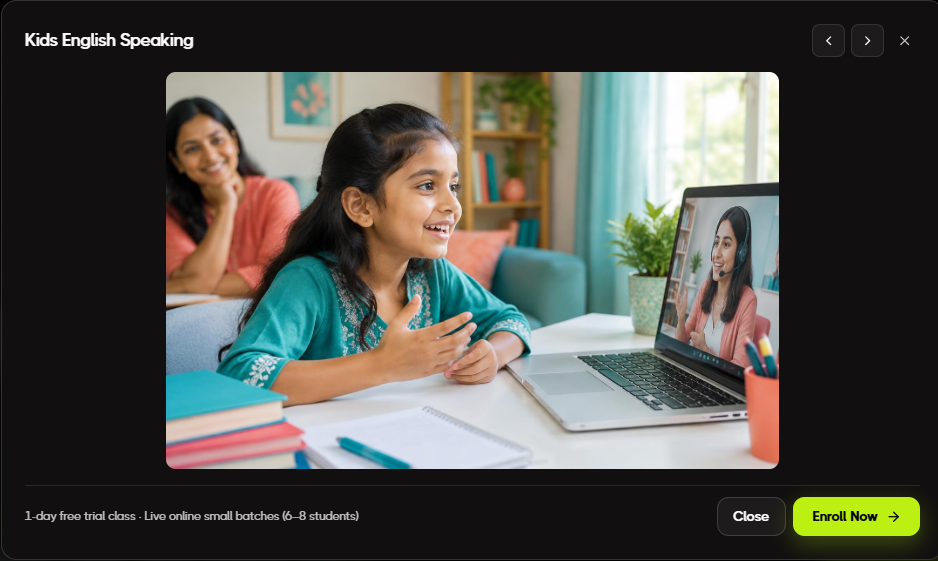 Kids English Speaking
1-day free trial class · Live online small batches (6–8 students)
Close
Enroll Now →